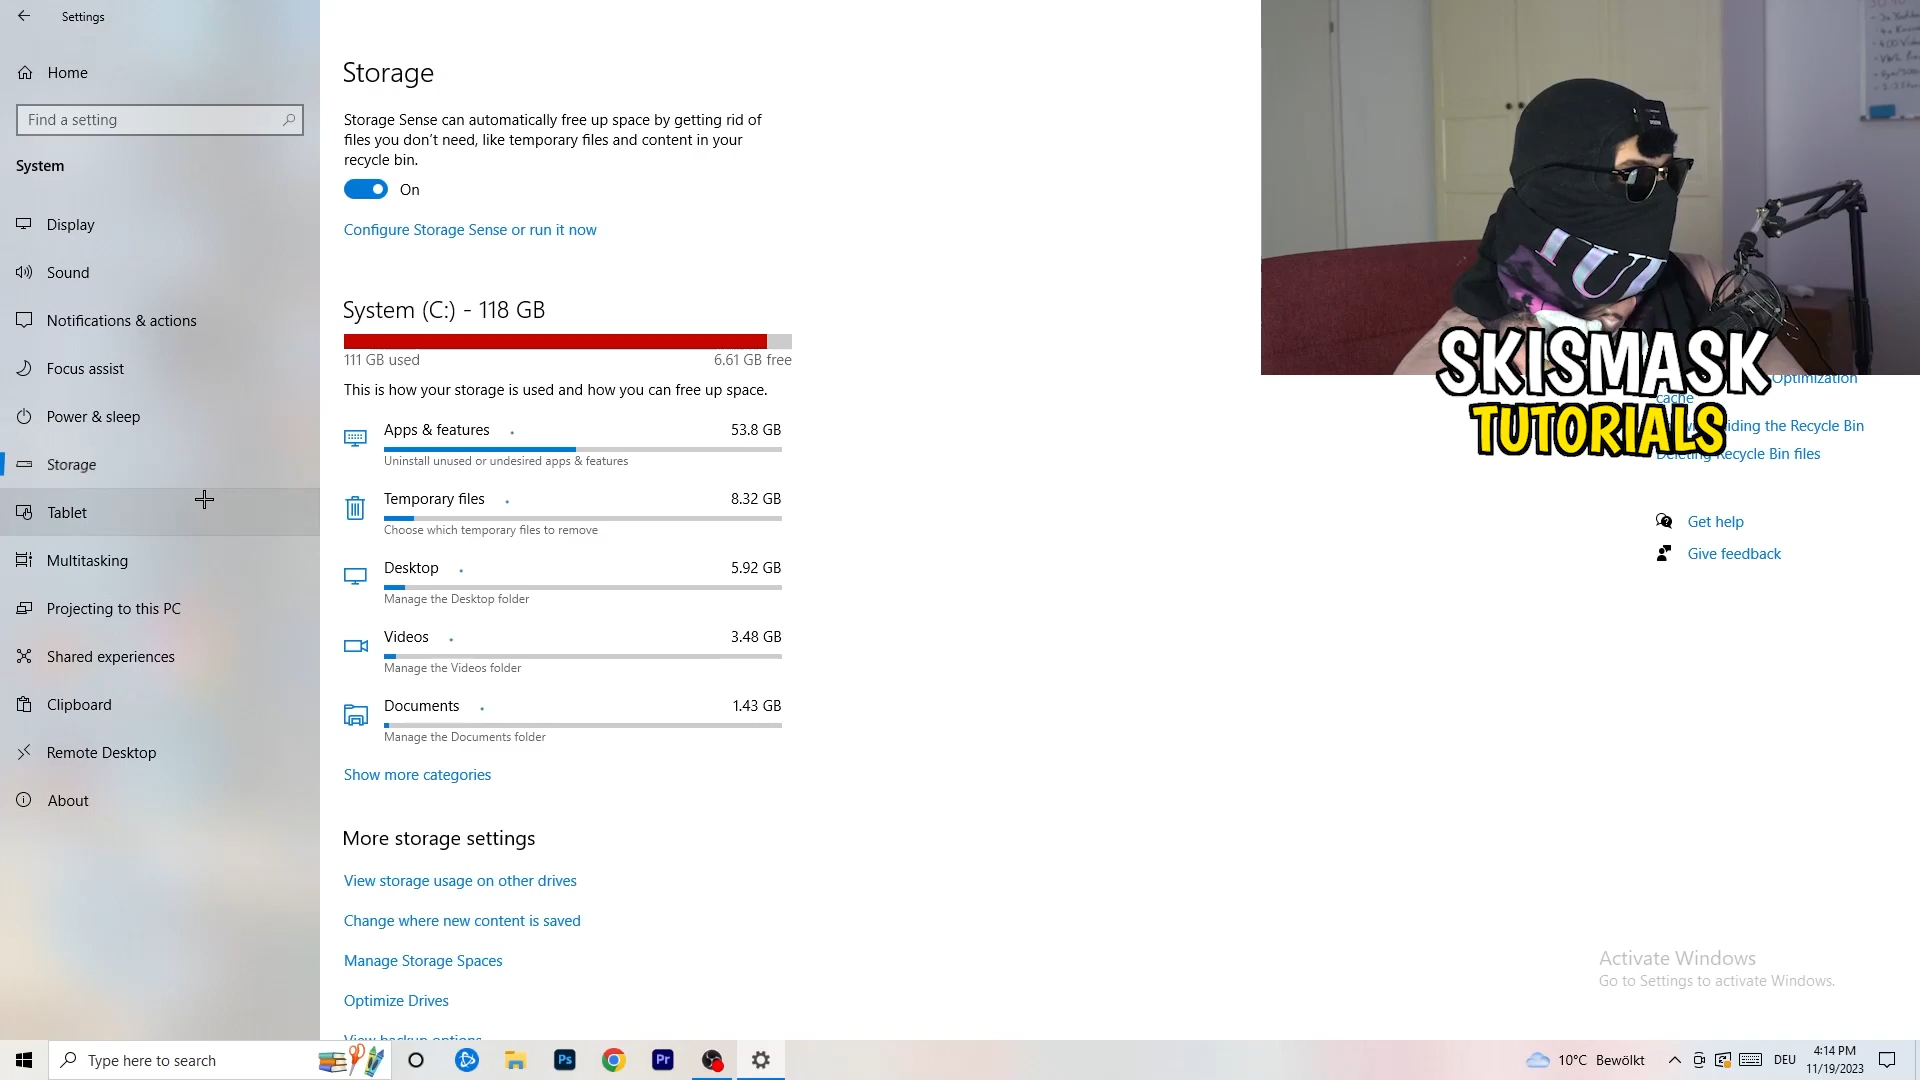 Settings
Home
Find a setting
System
Display
Sound
Notifications & actions
Focus assist
Power & sleep
Storage
Tablet
Multitasking
Projecting to this PC
Shared experiences
Clipboard
Remote Desktop
About
Storage
Storage Sense can automatically free up space by getting rid of
files you don't need, like temporary files and content in your
recycle bin.
On
Configure Storage Sense or run it now
System (C:) - 118 GB
111 GB used
6.61 GB free
This is how your storage is used and how you can free up space.
Apps & features
53.8 GB
Uninstall unused or undesired apps & features
Temporary files
8.32 GB
Choose which temporary files to remove
Desktop
5.92 GB
Manage the Desktop folder
Videos
3.48 GB
Manage the Videos folder
Documents
1.43 GB
Manage the Documents folder
Show more categories
More storage settings
View storage usage on other drives
Change where new content is saved
Manage Storage Spaces
Optimize Drives
View backup options
SKISMASK
TUTORIALS
Optimization
cache
iding the Recycle Bin
Deleting Recycle Bin files
Get help
Give feedback
Activate Windows
Go to Settings to activate Windows.
Type here to search
Ps
Pr
10°C Bewölkt
DEU
4:14 PM
11/19/2023